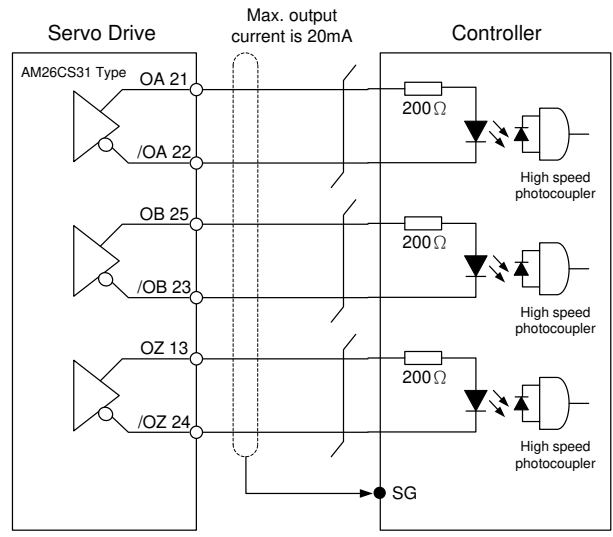 Max. output
current is 20mA
Servo Drive
Controller
AM26CS31 Type
OA 21
200Ω
/OA 22
High speed
photocoupler
OB 25
200Ω
/OB 23
High speed
photocoupler
OZ 13
200Ω
/OZ 24
High speed
photocoupler
SG